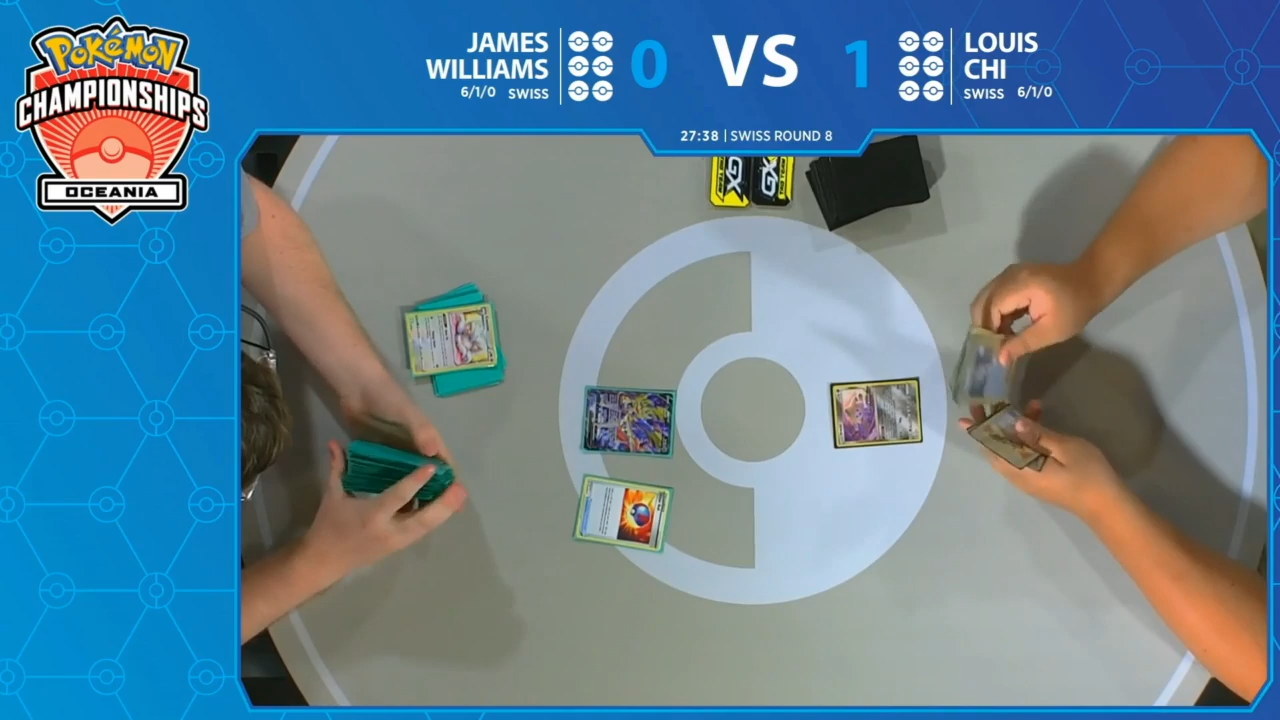 Pokémon
CHAMPIONSHIPS
OCEANIA
JAMES
WILLIAMS
6/1/0 SWISS
0 VS 1
LOUIS
CHI
SWISS 6/1/0
27:38 | SWISS ROUND 8
GX
GX